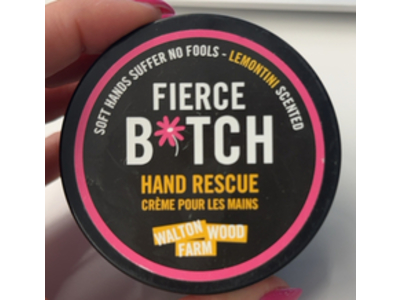 SOFT HANDS SUFFER NO FOOLS - LEMONTINI SCENTED
FIERCE
B*TCH
HAND RESCUE
CRÈME POUR LES MAINS
WALTON WOOD
FARM